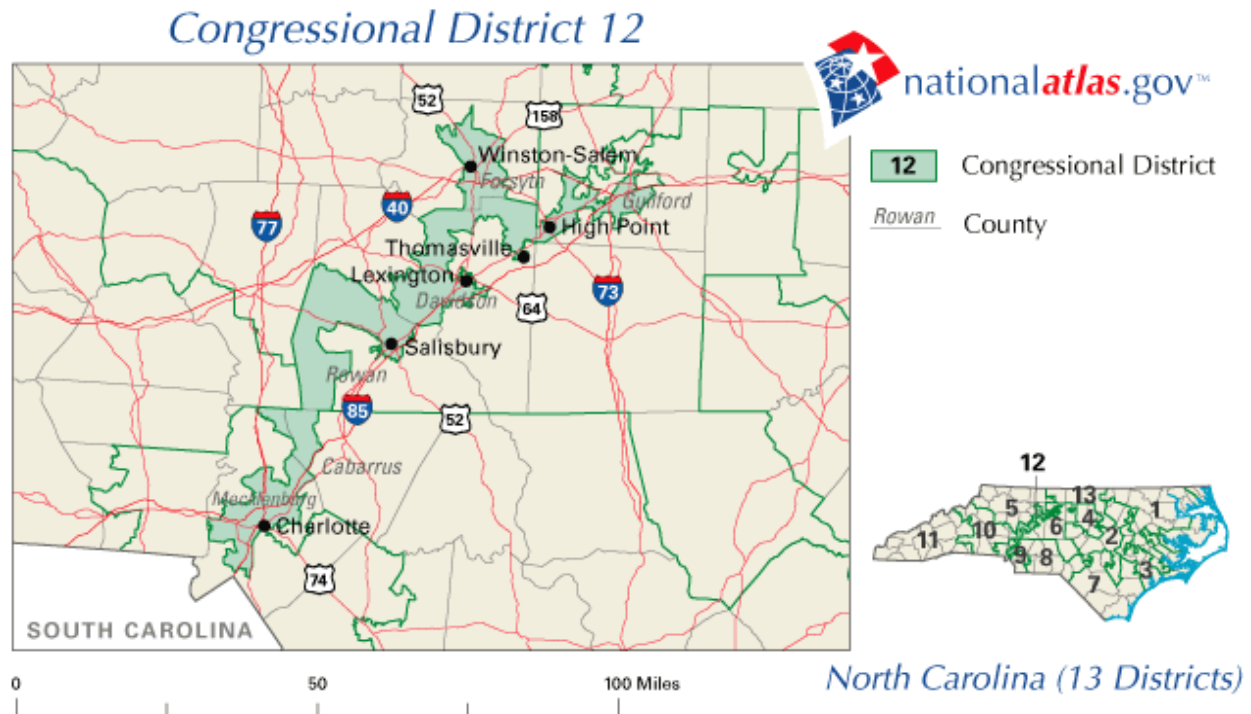 Congressional District 12
nationalatlas.gov™
12 Congressional District
Rowan County
52
158
Winston-Salem
Forsyth
40
77
Guilford
High Point
Thomasville
Lexington
Davidson
73
64
Salisbury
Rowan
85
52
Cabarrus
Mecklenburg
Charlotte
74
SOUTH CAROLINA
12
13
5
1
4
10
6
2
11
9
8
3
7
0 50 100 Miles
North Carolina (13 Districts)